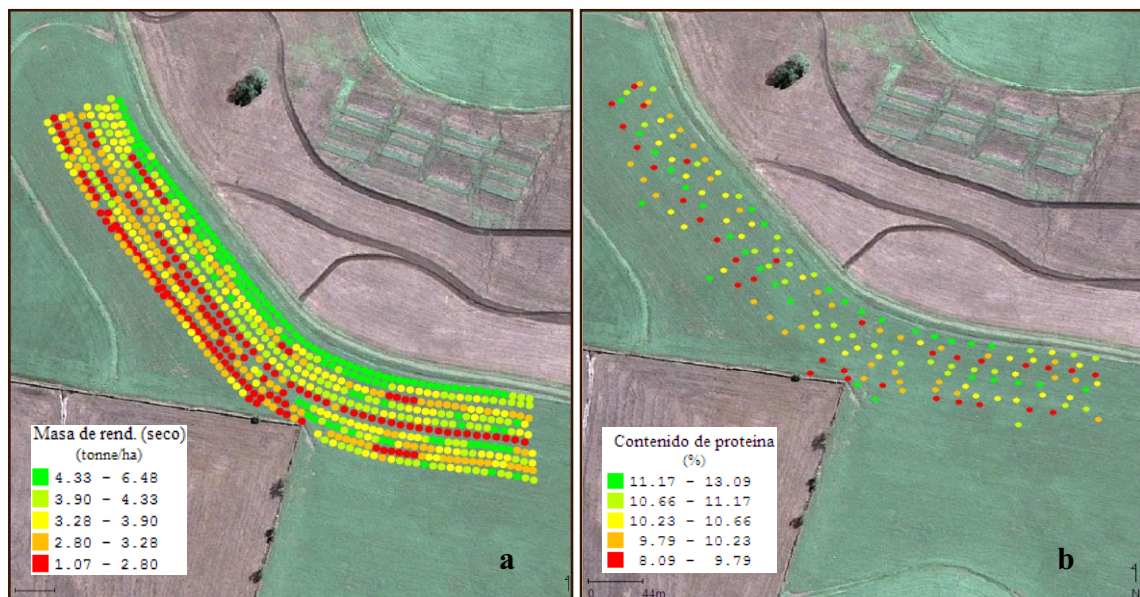 Masa de rend. (seco)
(tonne/ha)
4.33 - 6.48
3.90 - 4.33
3.28 - 3.90
2.80 - 3.28
1.07 - 2.80
a
Contenido de proteina
(%)
11.17 - 13.09
10.66 - 11.17
10.23 - 10.66
9.79 - 10.23
8.09 - 9.79
b
0 44m
N